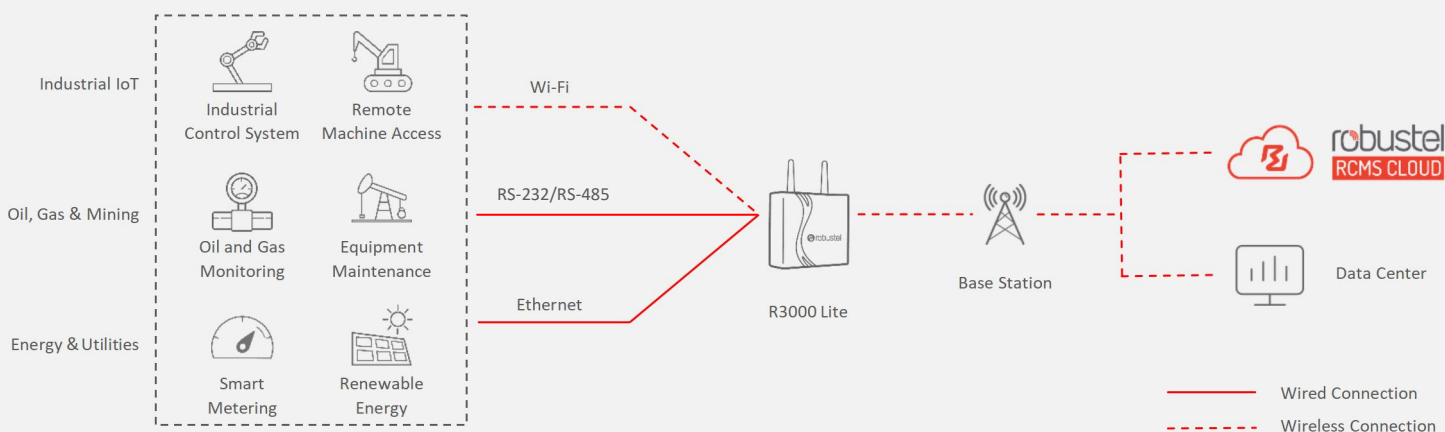 Industrial IoT
Industrial
Control System
Remote
Machine Access
Oil, Gas & Mining
Oil and Gas
Monitoring
Equipment
Maintenance
Energy & Utilities
Smart
Metering
Renewable
Energy
Wi-Fi
RS-232/RS-485
Ethernet
robustel
R3000 Lite
Base Station
robustel
RCMS CLOUD
Data Center
Wired Connection
Wireless Connection